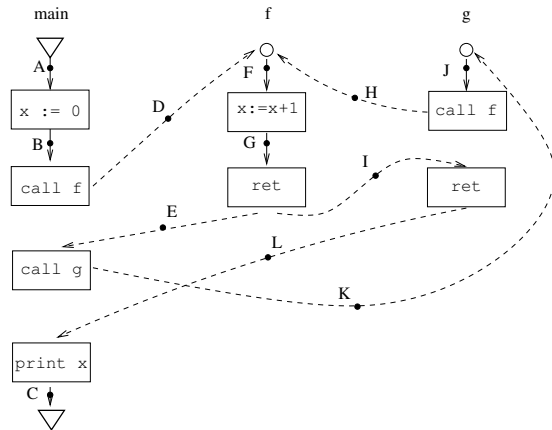 main f g
A F J
D H
x := 0 x:=x+1 call f
B G
call f ret I ret
E
L
call g
K
print x
C